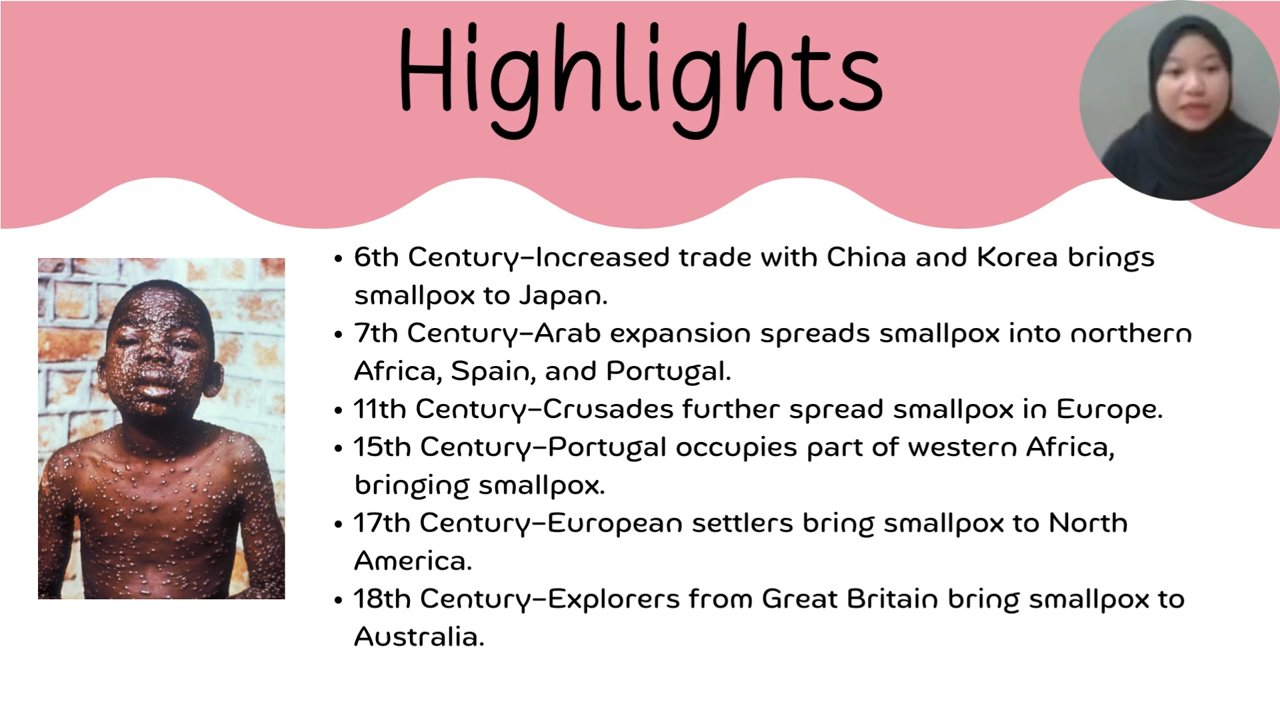 Highlights
• 6th Century–Increased trade with China and Korea brings
smallpox to Japan.
• 7th Century–Arab expansion spreads smallpox into northern
Africa, Spain, and Portugal.
• 11th Century–Crusades further spread smallpox in Europe.
• 15th Century–Portugal occupies part of western Africa,
bringing smallpox.
• 17th Century–European settlers bring smallpox to North
America.
• 18th Century–Explorers from Great Britain bring smallpox to
Australia.